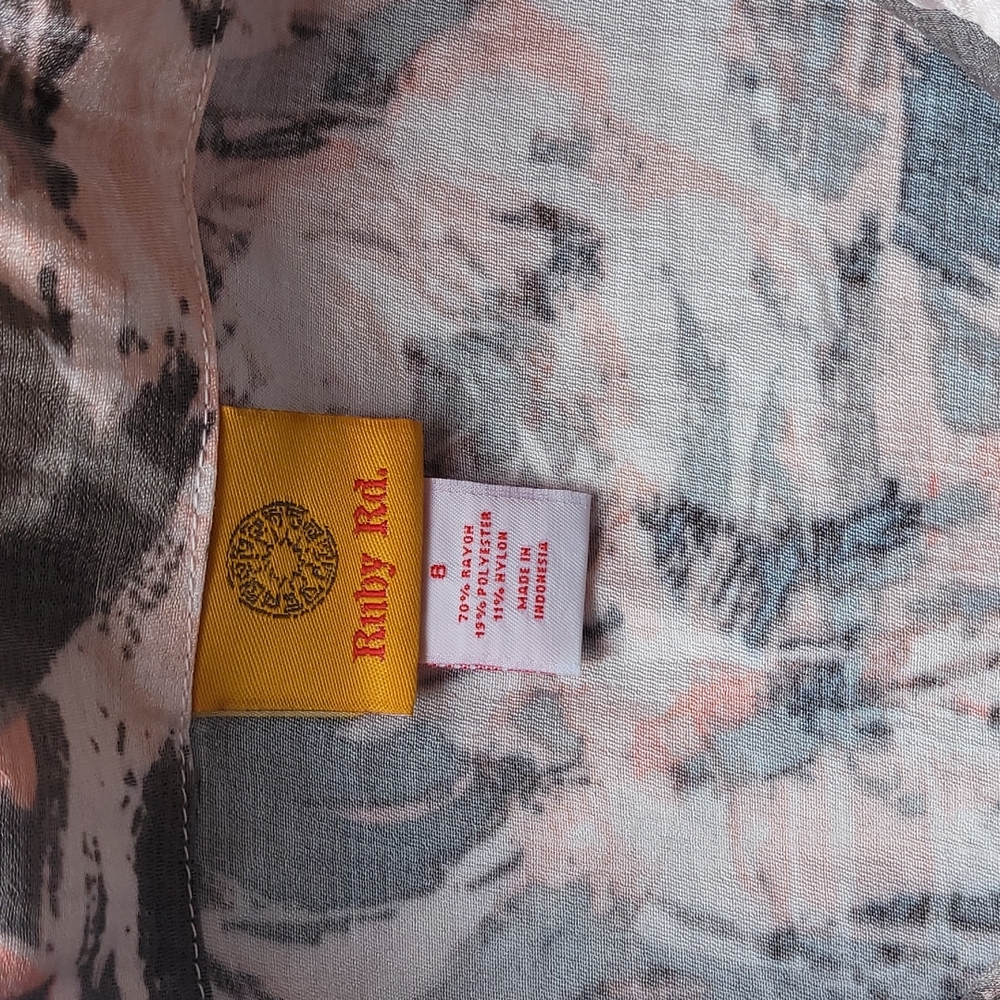 Ruby Rd.
8
70% RAYON
19% POLYESTER
11% NYLON
MADE IN
INDONESIA